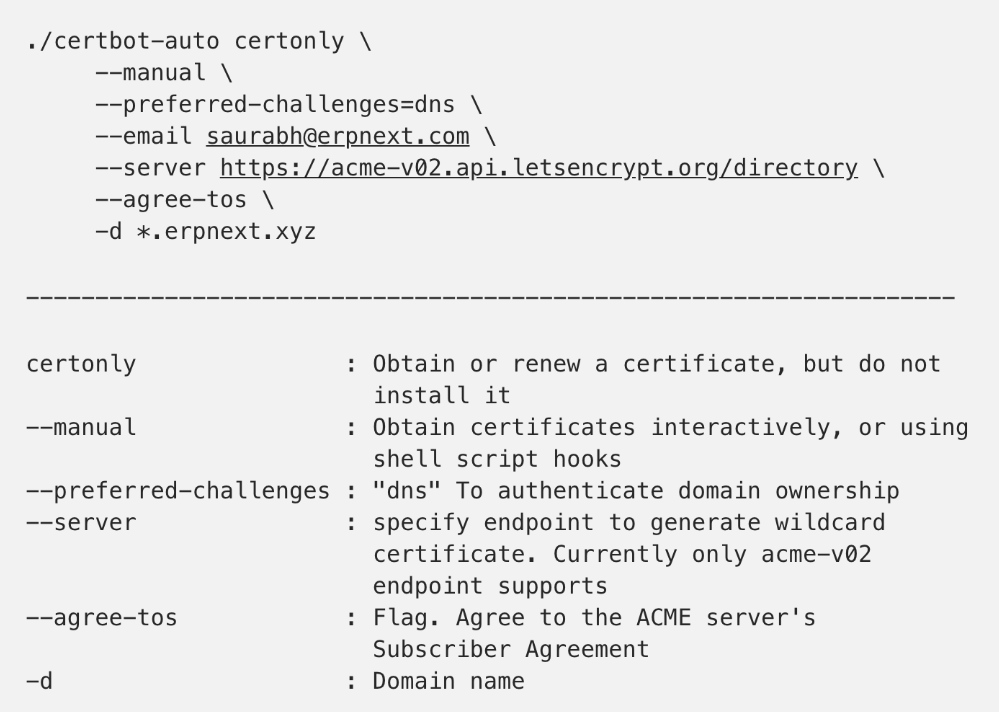 ./certbot-auto certonly \
     --manual \
     --preferred-challenges=dns \
     --email saurabh@erpnext.com \
     --server https://acme-v02.api.letsencrypt.org/directory \
     --agree-tos \
     -d *.erpnext.xyz

-------------------------------------------------------------------

certonly               : Obtain or renew a certificate, but do not
                         install it
--manual               : Obtain certificates interactively, or using
                         shell script hooks
--preferred-challenges : "dns" To authenticate domain ownership
--server               : specify endpoint to generate wildcard
                         certificate. Currently only acme-v02
                         endpoint supports
--agree-tos            : Flag. Agree to the ACME server's
                         Subscriber Agreement
-d                     : Domain name